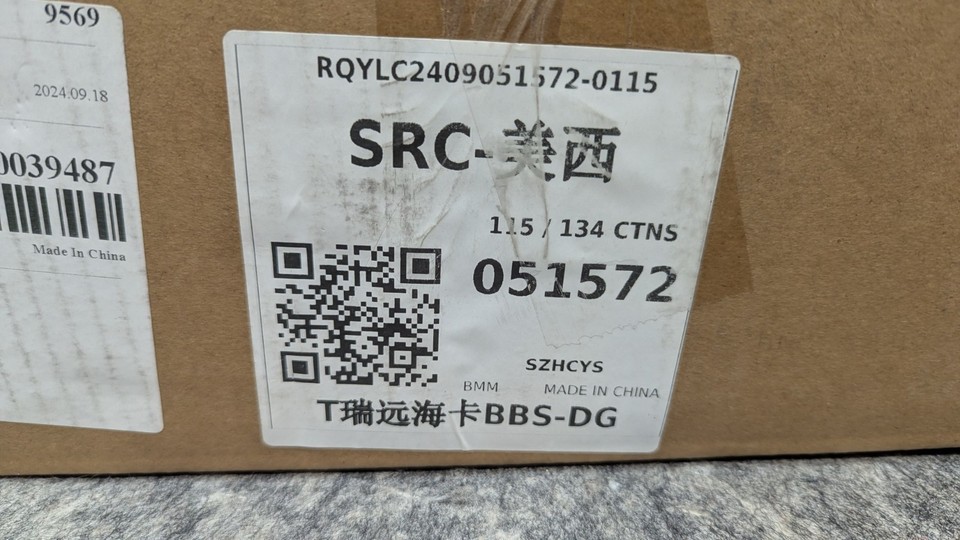 9569
2024.09.18
0039487
Made In China
RQYLC2409051572-0115
SRC-美西
115 / 134 CTNS
051572
SZHCYS
BMM MADE IN CHINA
T瑞远海卡BBS-DG